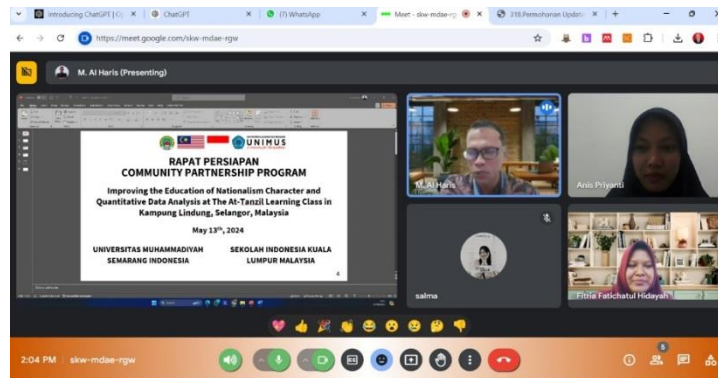 Introducing ChatGPT | O
ChatGPT
(7) WhatsApp
Meet - skw-mdae-rg
318.Permohonan Update
https://meet.google.com/skw-mdae-rgw
M. Al Haris (Presenting)
UNIMUS
RAPAT PERSIAPAN
COMMUNITY PARTNERSHIP PROGRAM
Improving the Education of Nationalism Character and
Quantitative Data Analysis at The At-Tanzil Learning Class in
Kampung Lindung, Selangor, Malaysia
May 13th, 2024
UNIVERSITAS MUHAMMADIYAH
SEMARANG INDONESIA
SEKOLAH INDONESIA KUALA
LUMPUR MALAYSIA
4
M. Al Haris
Anis Priyanti
salma
Fitria Fatichatul Hidayah
2:04 PM | skw-mdae-rgw
5